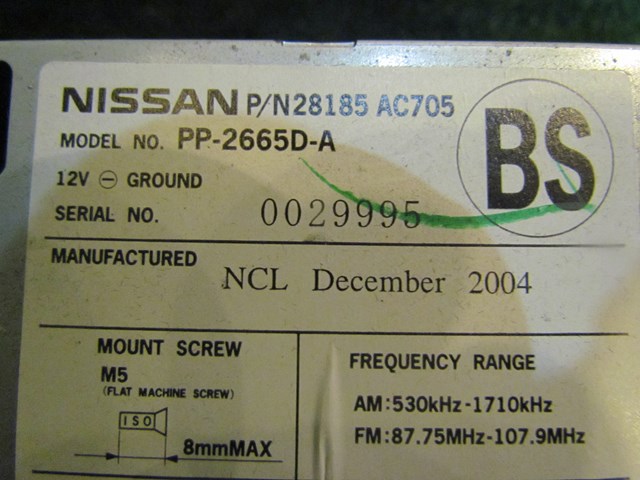 NISSAN P/N28185 AC705
BS
MODEL NO. PP-2665D-A
12V ⊖ GROUND
SERIAL NO. 0029995
MANUFACTURED NCL December 2004
MOUNT SCREW
M5
(FLAT MACHINE SCREW)
ISO
8mmMAX
FREQUENCY RANGE
AM:530kHz-1710kHz
FM:87.75MHz-107.9MHz